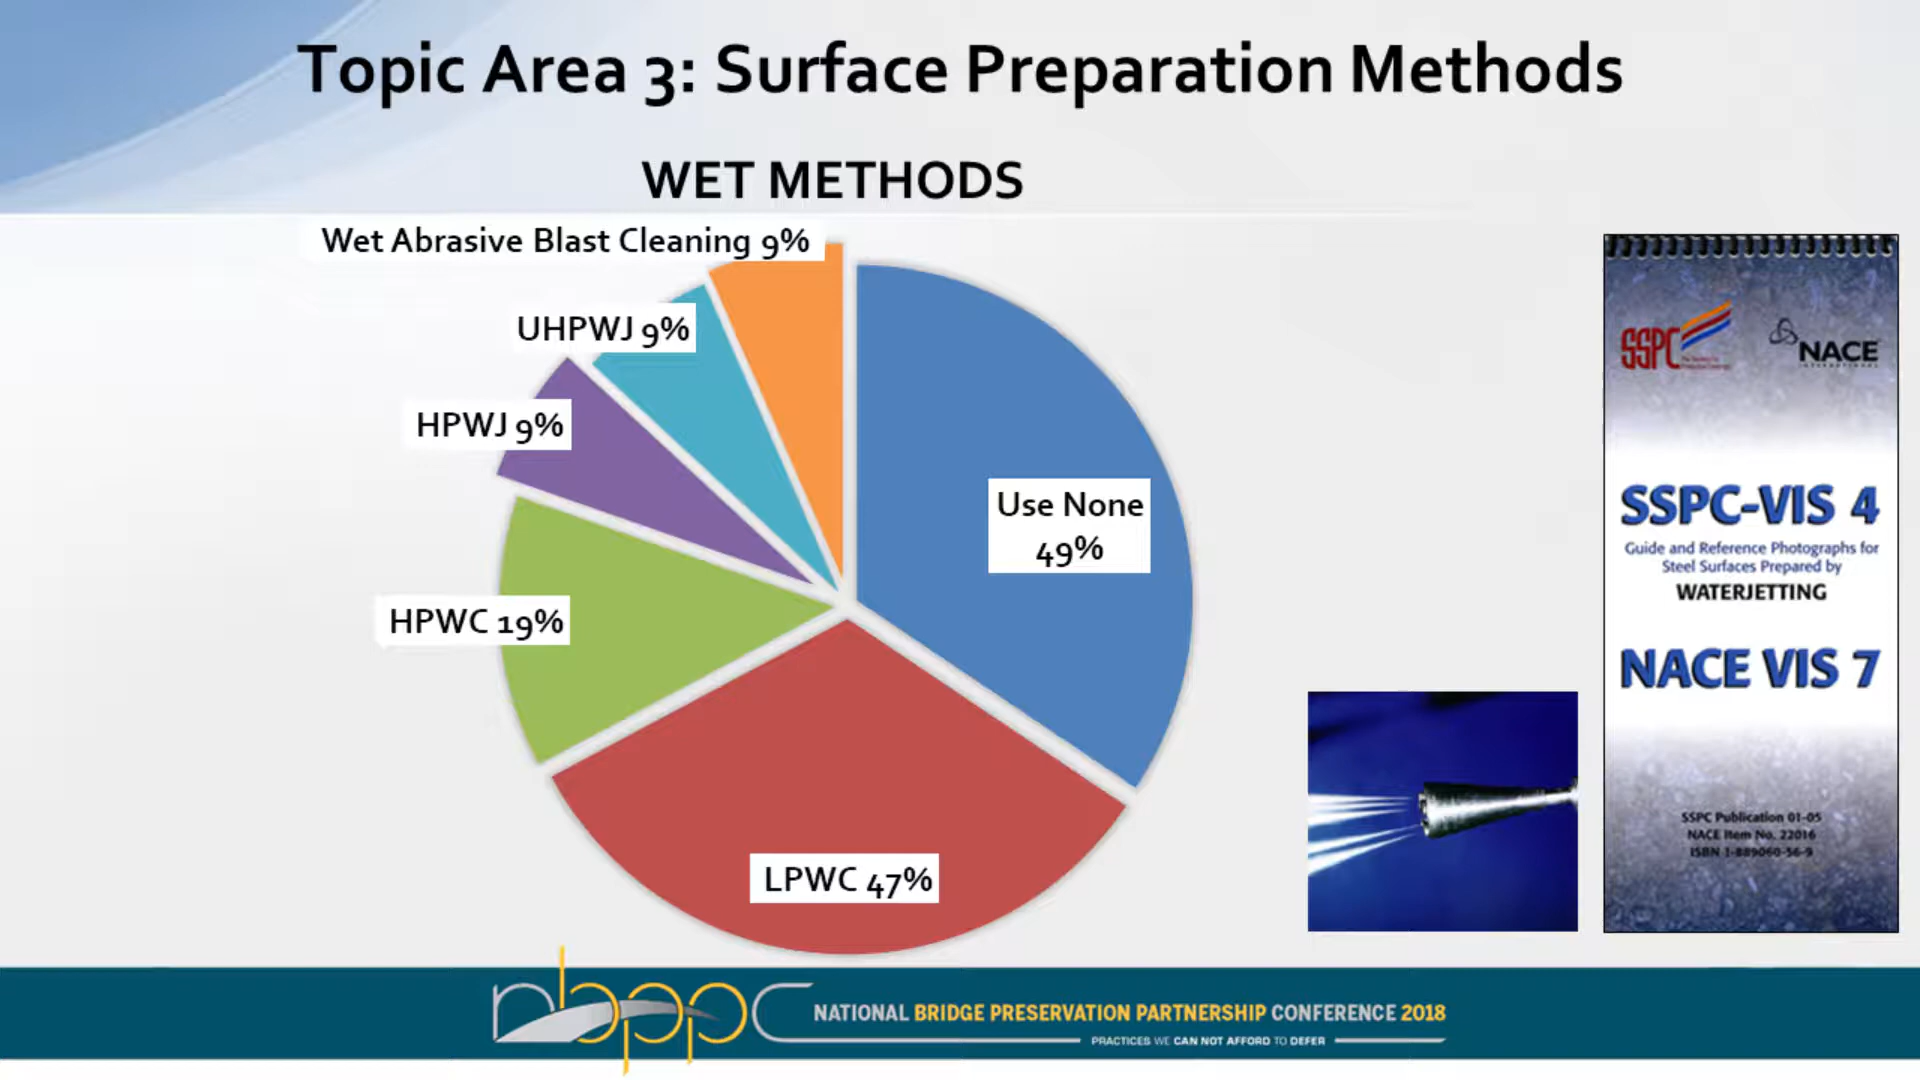 Topic Area 3: Surface Preparation Methods
WET METHODS
Wet Abrasive Blast Cleaning 9%
UHPWJ 9%
HPWJ 9%
HPWC 19%
LPWC 47%
Use None
49%
SSPC
NACE
INTERNATIONAL
SSPC-VIS 4
Guide and Reference Photographs for
Steel Surfaces Prepared by
WATERJETTING
NACE VIS 7
SSPC Publication 01-05
NACE Item No. 22016
ISBN 1-889060-56-9
nbppc
NATIONAL BRIDGE PRESERVATION PARTNERSHIP CONFERENCE 2018
PRACTICES WE CAN NOT AFFORD TO DEFER